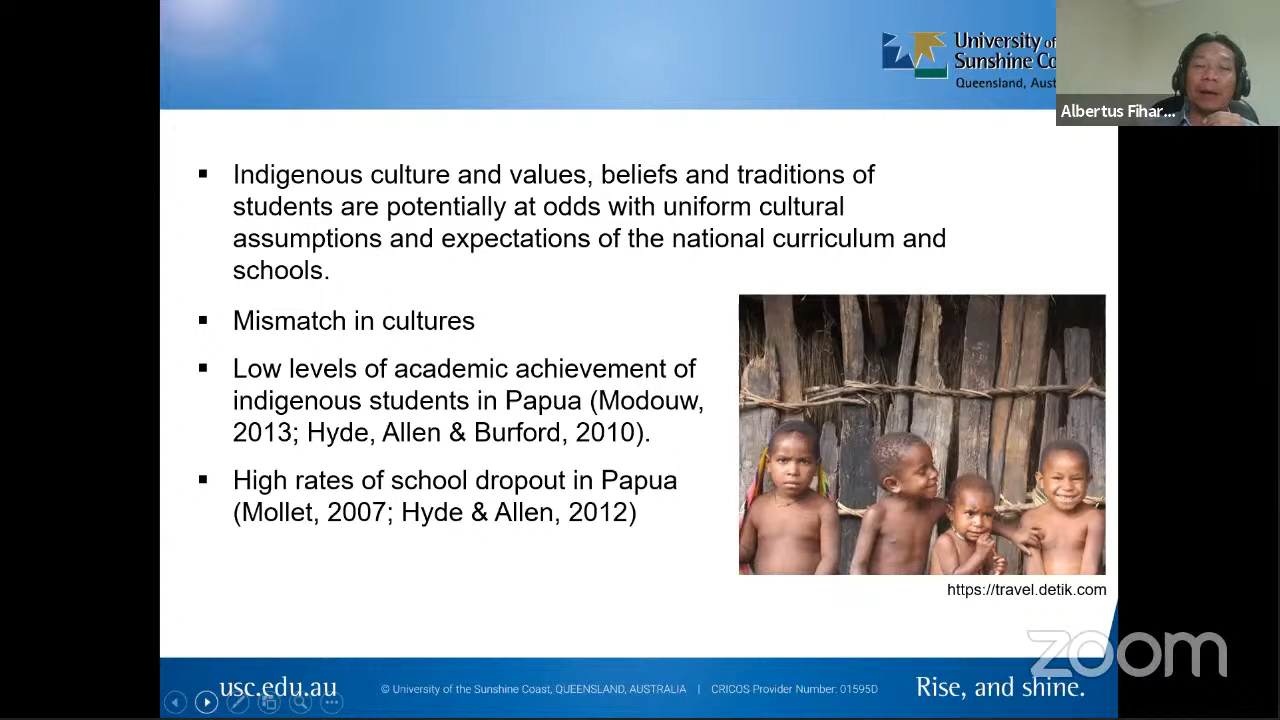 University of
Sunshine Co
Queensland, Aust
Albertus Fihar...
▪ Indigenous culture and values, beliefs and traditions of
students are potentially at odds with uniform cultural
assumptions and expectations of the national curriculum and
schools.
▪ Mismatch in cultures
▪ Low levels of academic achievement of
indigenous students in Papua (Modouw,
2013; Hyde, Allen & Burford, 2010).
▪ High rates of school dropout in Papua
(Mollet, 2007; Hyde & Allen, 2012)
https://travel.detik.com
zoom
usc.edu.au
© University of the Sunshine Coast, QUEENSLAND, AUSTRALIA | CRICOS Provider Number: 01595D
Rise, and shine.